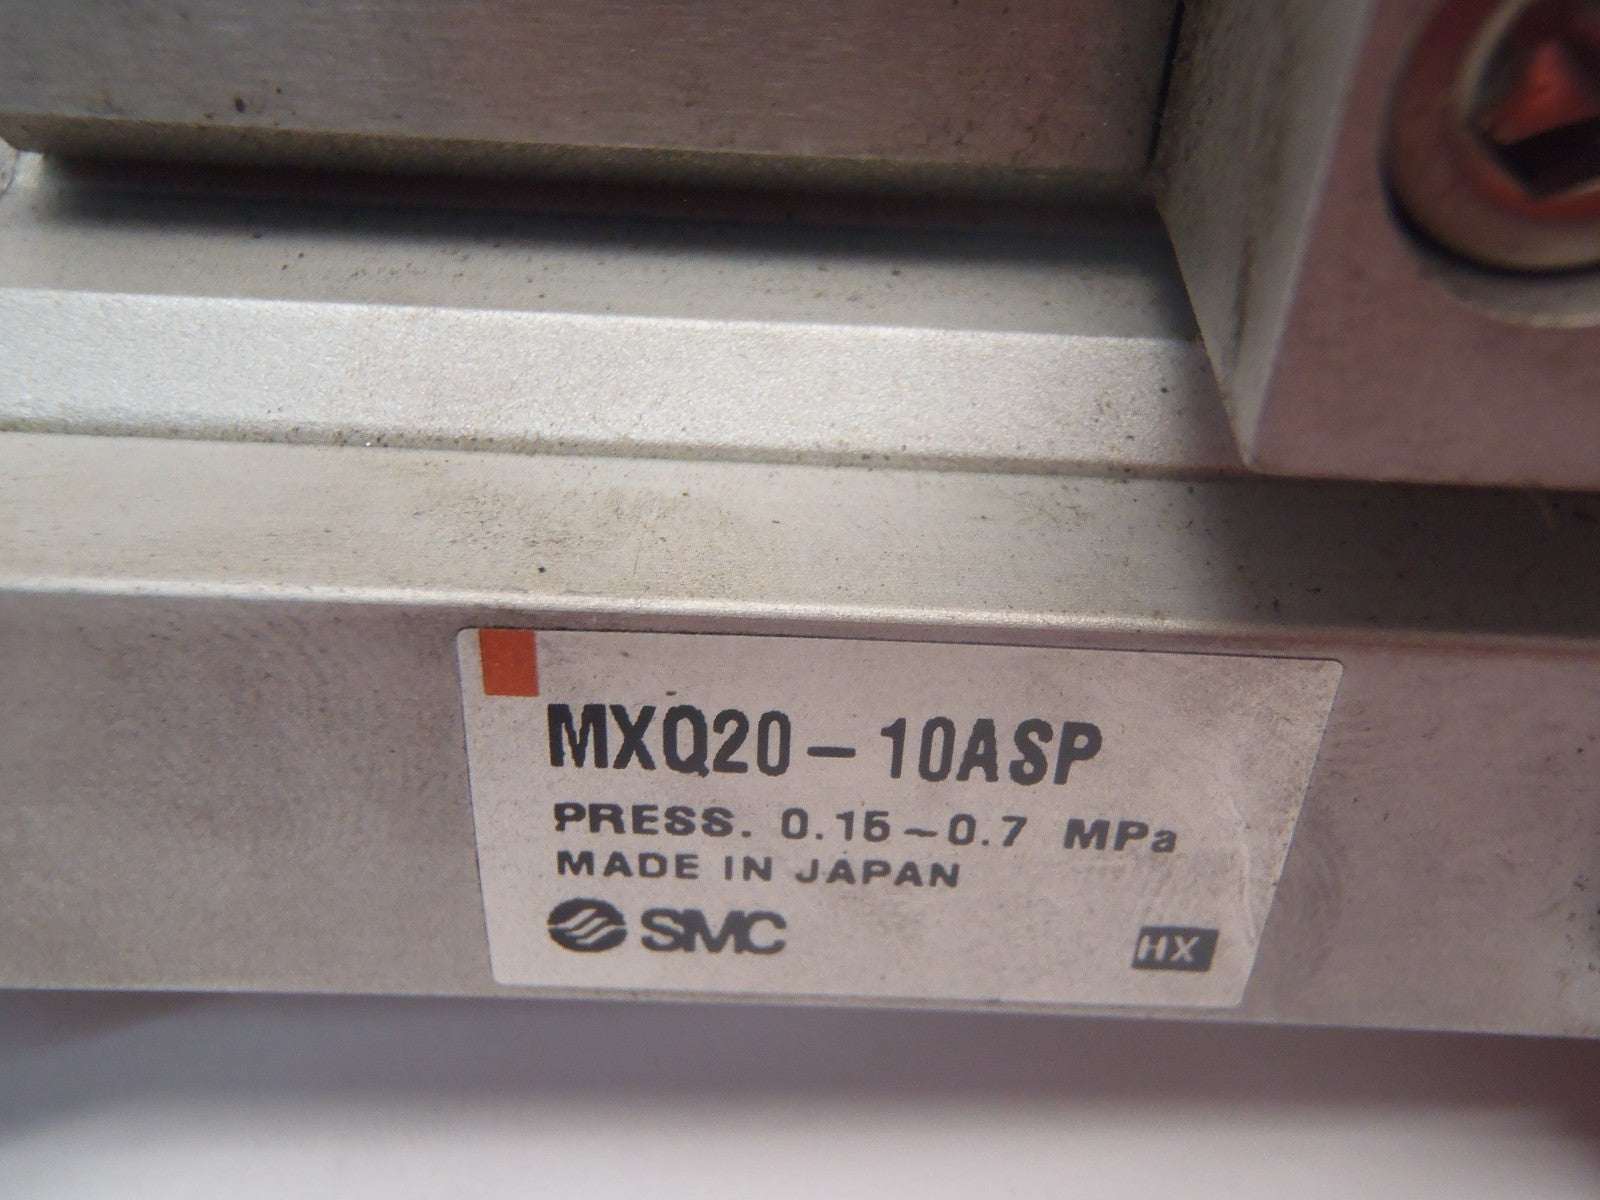 MXQ20-10ASP
PRESS. 0.15~0.7 MPa
MADE IN JAPAN
SMC
HX